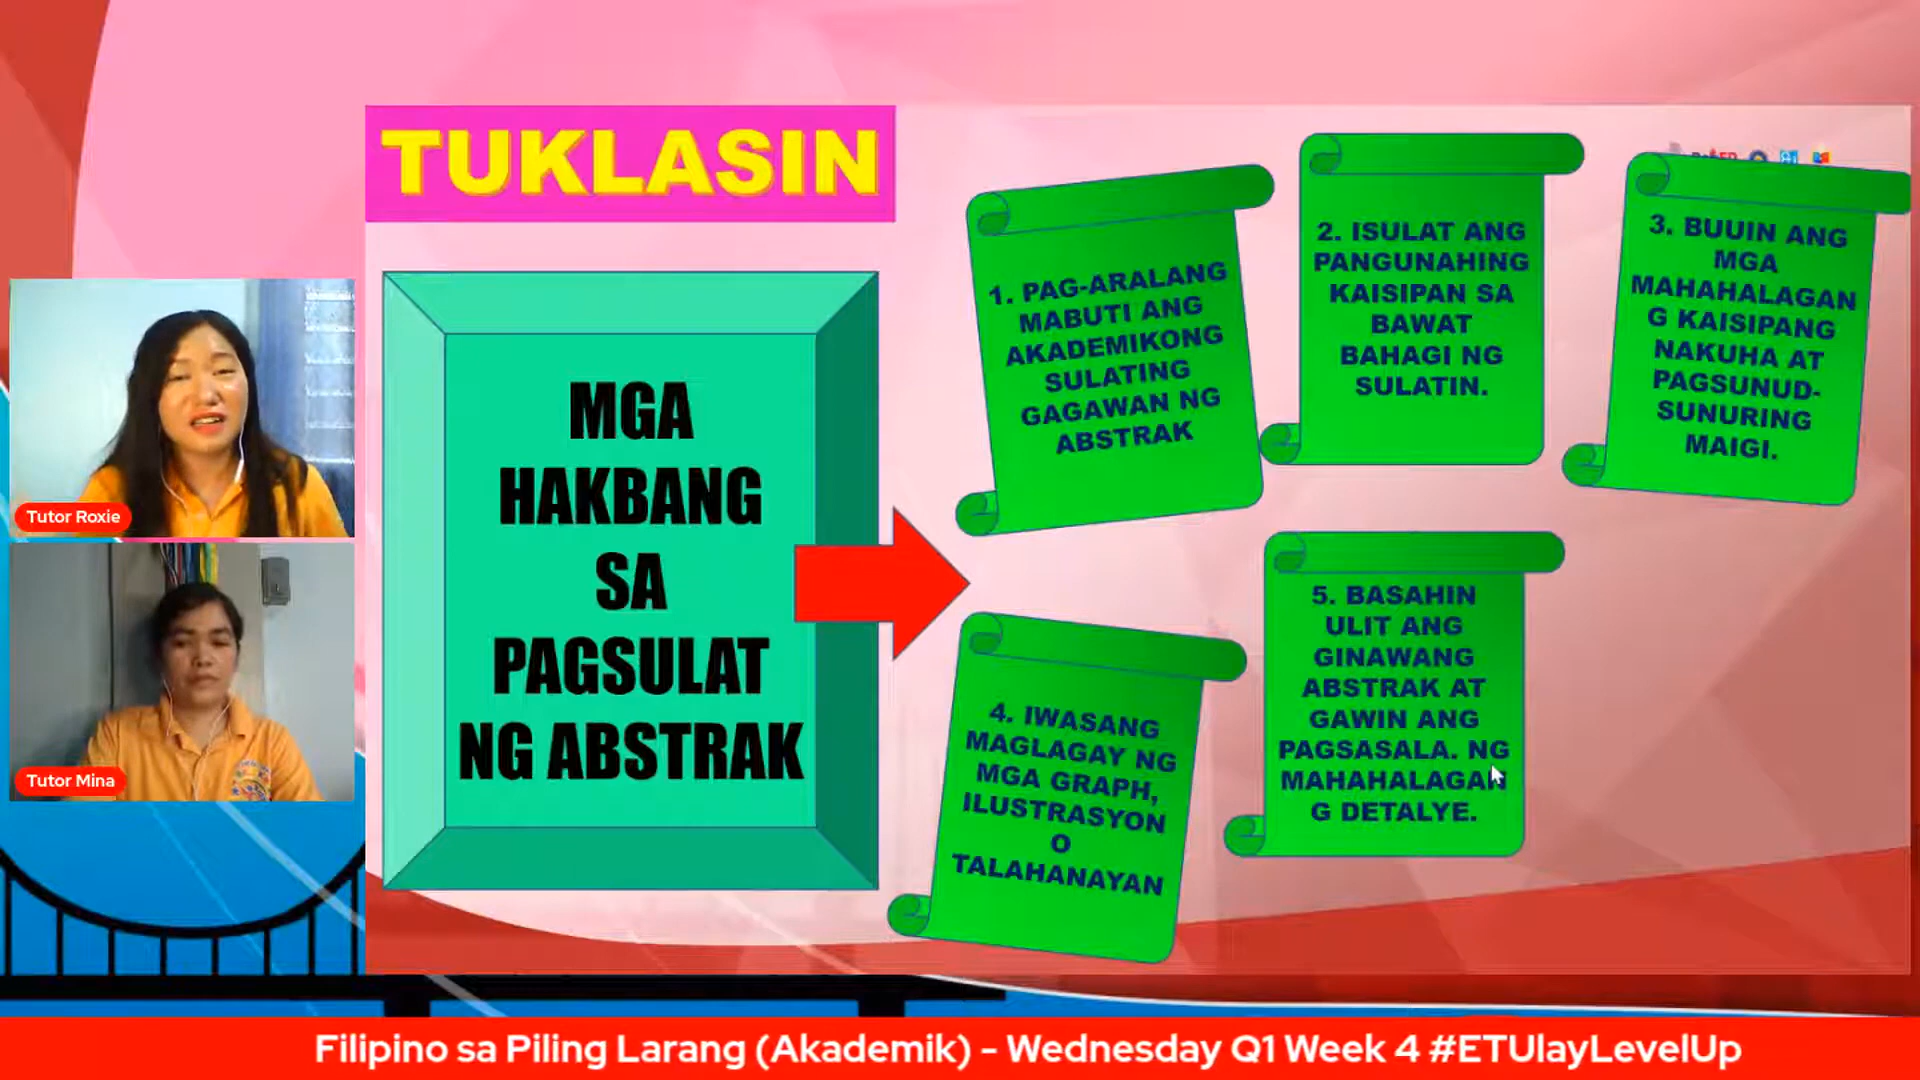 TUKLASIN
MGA
HAKBANG
SA
PAGSULAT
NG ABSTRAK
1. PAG-ARALANG
MABUTI ANG
AKADEMIKONG
SULATING
GAGAWAN NG
ABSTRAK
2. ISULAT ANG
PANGUNAHING
KAISIPAN SA
BAWAT
BAHAGI NG
SULATIN.
3. BUUIN ANG
MGA
MAHAHALAGAN
G KAISIPANG
NAKUHA AT
PAGSUNUD-
SUNURING
MAIGI.
4. IWASANG
MAGLAGAY NG
MGA GRAPH,
ILUSTRASYON
O
TALAHANAYAN
5. BASAHIN
ULIT ANG
GINAWANG
ABSTRAK AT
GAWIN ANG
PAGSASALA. NG
MAHAHALAGAN
G DETALYE.
Tutor Roxie
Tutor Mina
Filipino sa Piling Larang (Akademik) - Wednesday Q1 Week 4 #ETUlayLevelUp